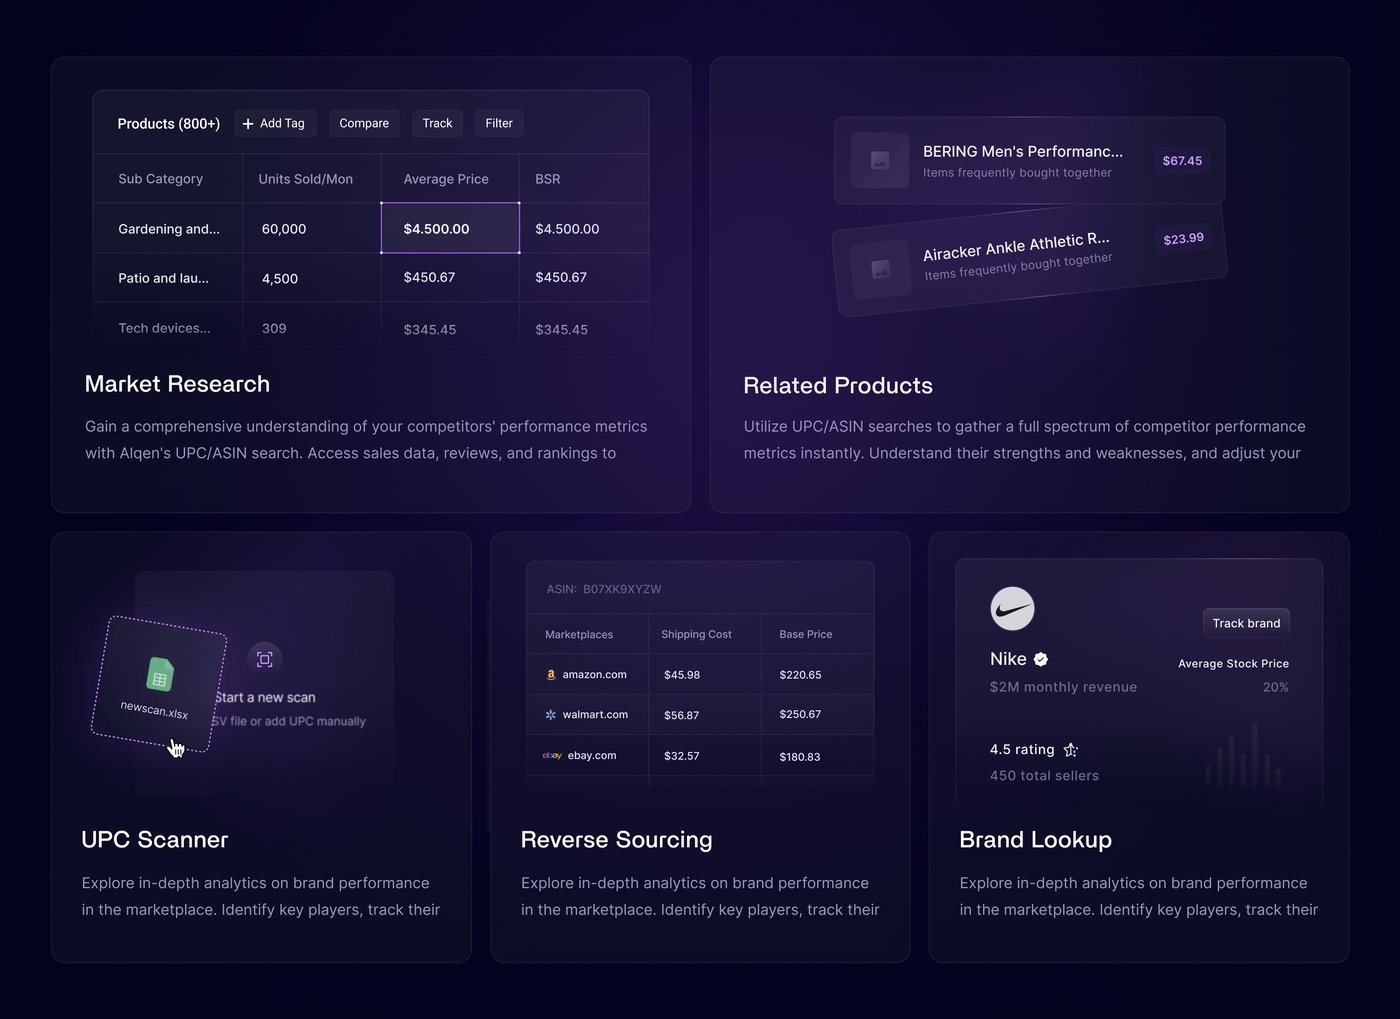 Products (800+) Add Tag Compare Track Filter
Sub Category Units Sold/Mon Average Price BSR
Gardening and... 60,000 $4.500.00 $4.500.00
Patio and lau... 4,500 $450.67 $450.67
Tech devices... 309 $345.45 $345.45
Market Research
Gain a comprehensive understanding of your competitors' performance metrics
with Alqen's UPC/ASIN search. Access sales data, reviews, and rankings to
BERING Men's Performanc...
Items frequently bought together
$67.45
Airacker Ankle Athletic R...
Items frequently bought together
$23.99
Related Products
Utilize UPC/ASIN searches to gather a full spectrum of competitor performance
metrics instantly. Understand their strengths and weaknesses, and adjust your
newscan.xlsx
Start a new scan
SV file or add UPC manually
UPC Scanner
Explore in-depth analytics on brand performance
in the marketplace. Identify key players, track their
ASIN: B07XK9XYZW
Marketplaces Shipping Cost Base Price
a amazon.com $45.98 $220.65
walmart.com $56.87 $250.67
ebay ebay.com $32.57 $180.83
Reverse Sourcing
Explore in-depth analytics on brand performance
in the marketplace. Identify key players, track their
Track brand
Nike
$2M monthly revenue
Average Stock Price
20%
4.5 rating
450 total sellers
Brand Lookup
Explore in-depth analytics on brand performance
in the marketplace. Identify key players, track their